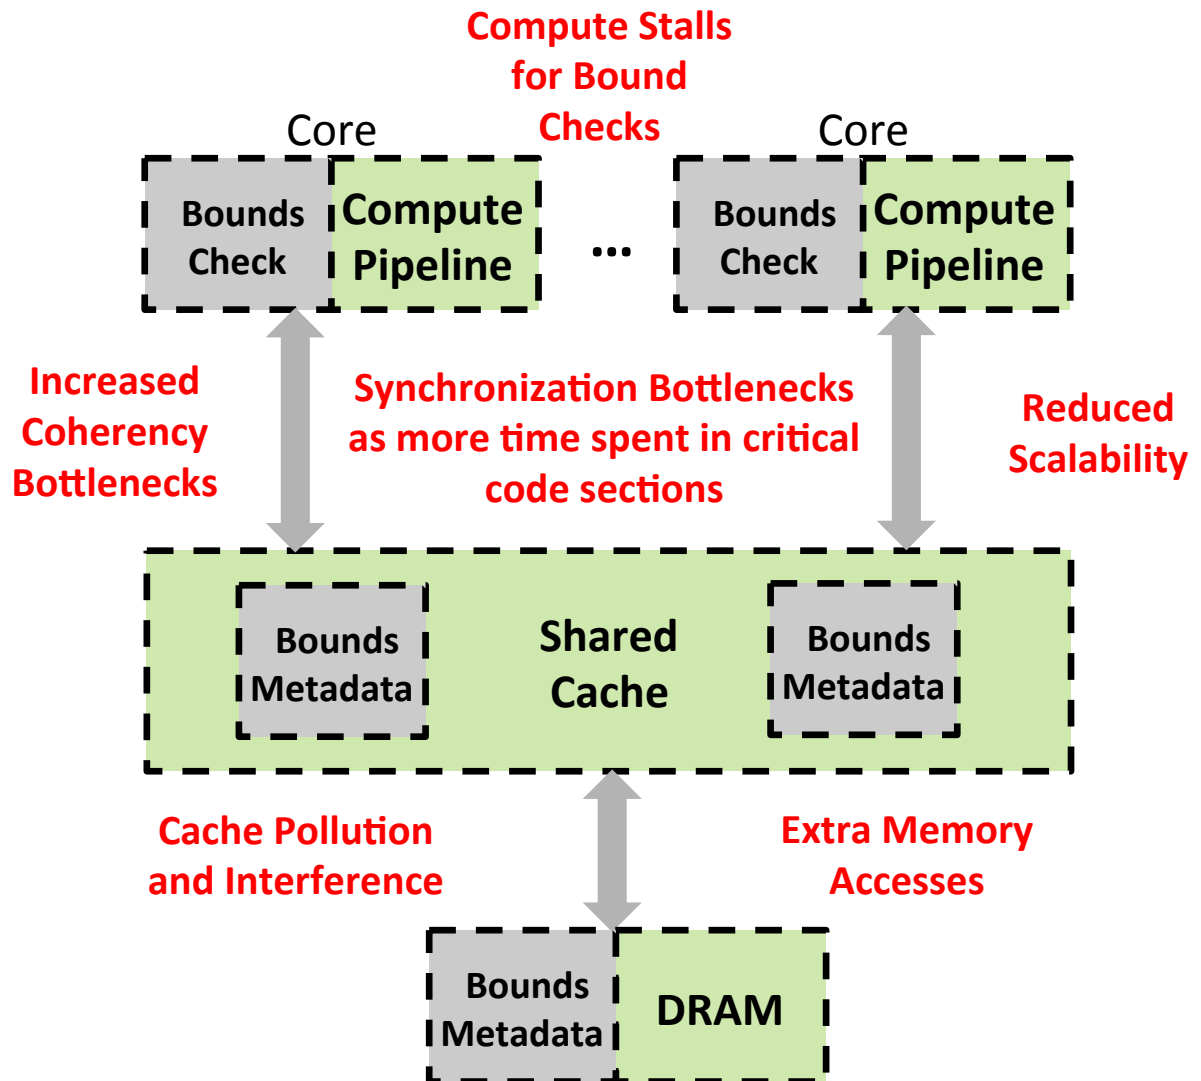 Compute Stalls
for Bound
Checks
Core
Core
Bounds
Check
Compute
Pipeline
...
Bounds
Check
Compute
Pipeline
Increased
Coherency
Bottlenecks
Synchronization Bottlenecks
as more time spent in critical
code sections
Reduced
Scalability
Bounds
Metadata
Shared
Cache
Bounds
Metadata
Cache Pollution
and Interference
Extra Memory
Accesses
Bounds
Metadata
DRAM